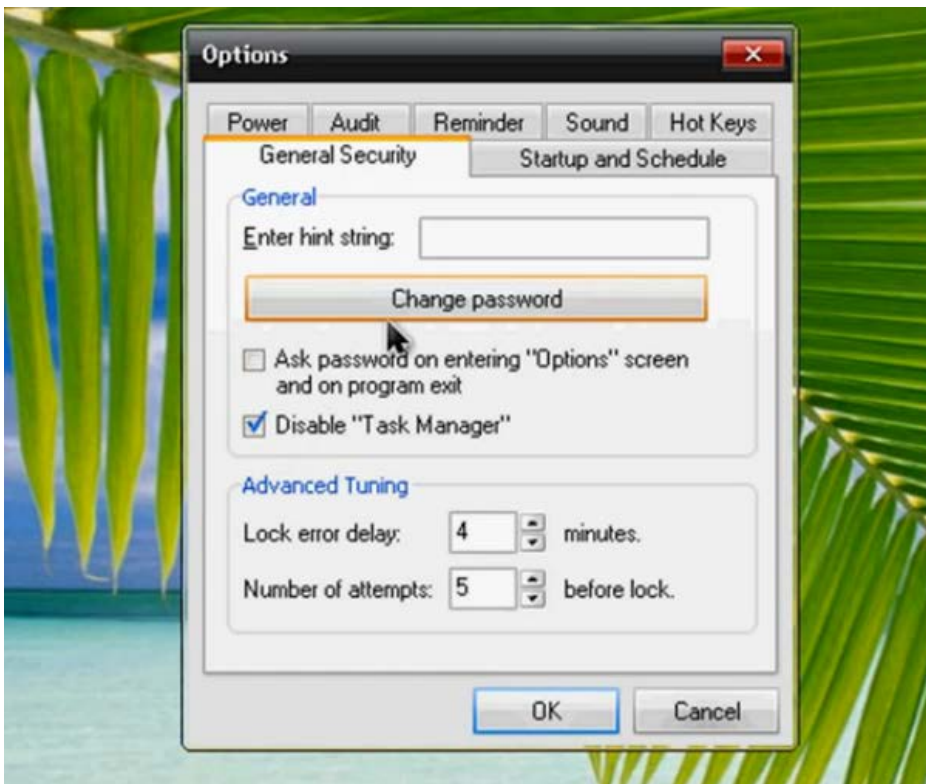 Options
Power Audit Reminder Sound Hot Keys
General Security Startup and Schedule
General
Enter hint string:
Change password
Ask password on entering "Options" screen
and on program exit
Disable "Task Manager"
Advanced Tuning
Lock error delay: 4 minutes.
Number of attempts: 5 before lock.
OK Cancel